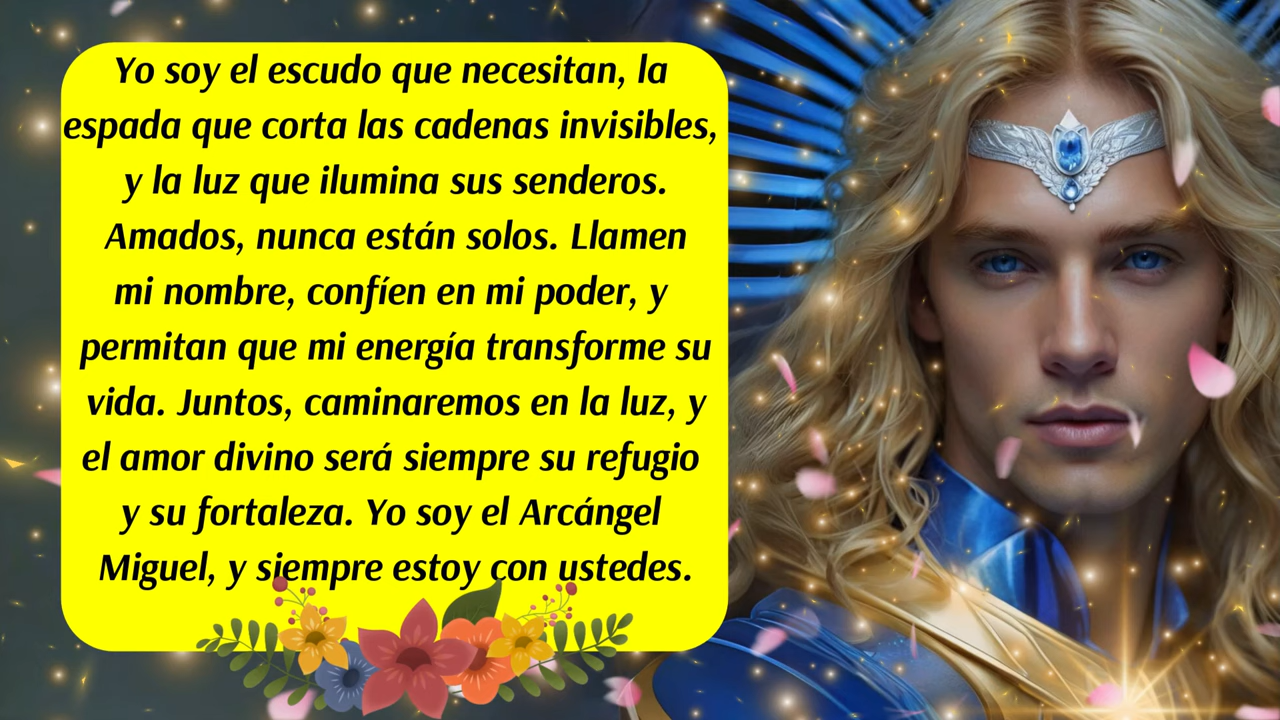 Yo soy el escudo que necesitan, la
espada que corta las cadenas invisibles,
y la luz que ilumina sus senderos.
Amados, nunca están solos. Llamen
mi nombre, confíen en mi poder, y
permitan que mi energía transforme su
vida. Juntos, caminaremos en la luz, y
el amor divino será siempre su refugio
y su fortaleza. Yo soy el Arcángel
Miguel, y siempre estoy con ustedes.